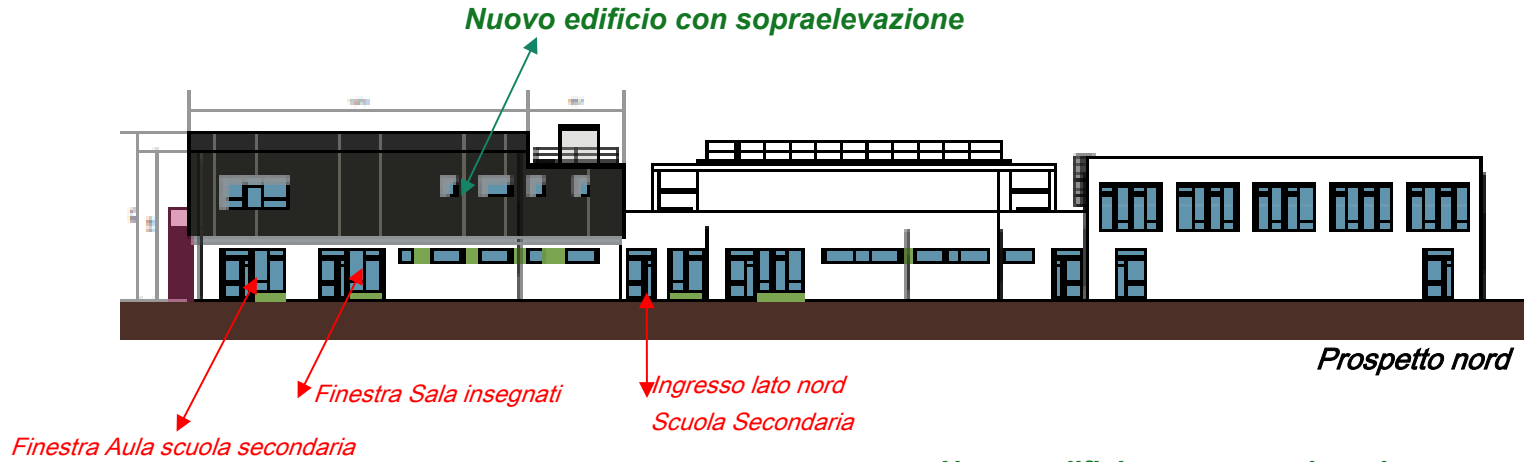 Nuovo edificio con sopraelevazione
Prospetto nord
Finestra Sala insegnati
Ingresso lato nord
Scuola Secondaria
Finestra Aula scuola secondaria